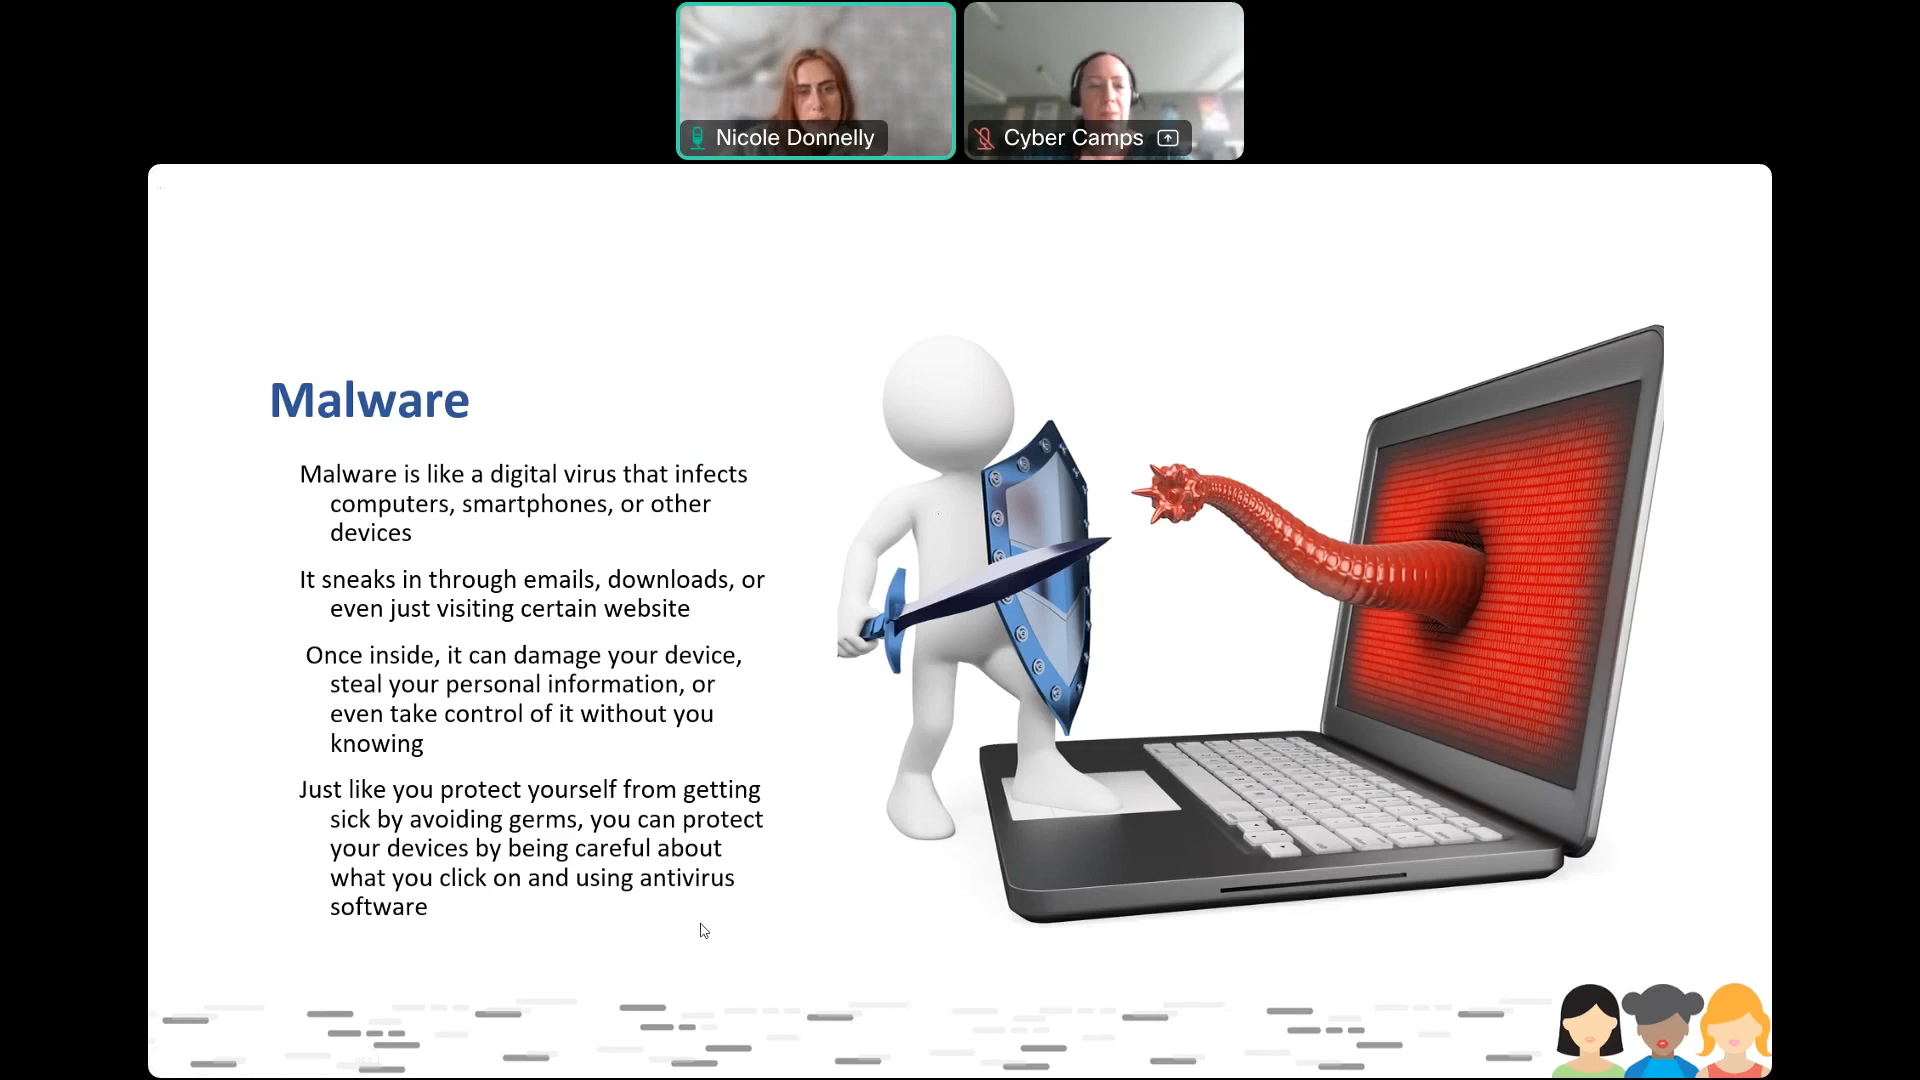 Nicole Donnelly
Cyber Camps
Malware
Malware is like a digital virus that infects
computers, smartphones, or other
devices
It sneaks in through emails, downloads, or
even just visiting certain website
Once inside, it can damage your device,
steal your personal information, or
even take control of it without you
knowing
Just like you protect yourself from getting
sick by avoiding germs, you can protect
your devices by being careful about
what you click on and using antivirus
software